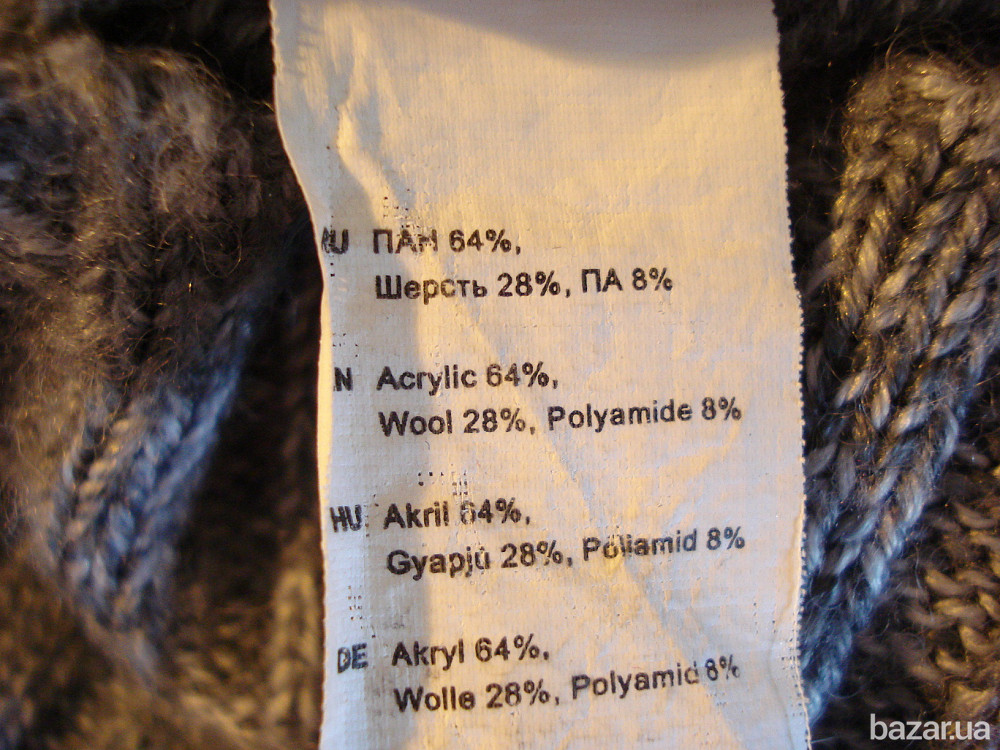 RU ПАН 64%,
Шерсть 28%, ПА 8%
N Acrylic 64%,
Wool 28%, Polyamide 8%
HU Akril 64%,
Gyapjú 28%, Poliamid 8%
DE Akryl 64%,
Wolle 28%, Polyamid 8%
bazar.ua